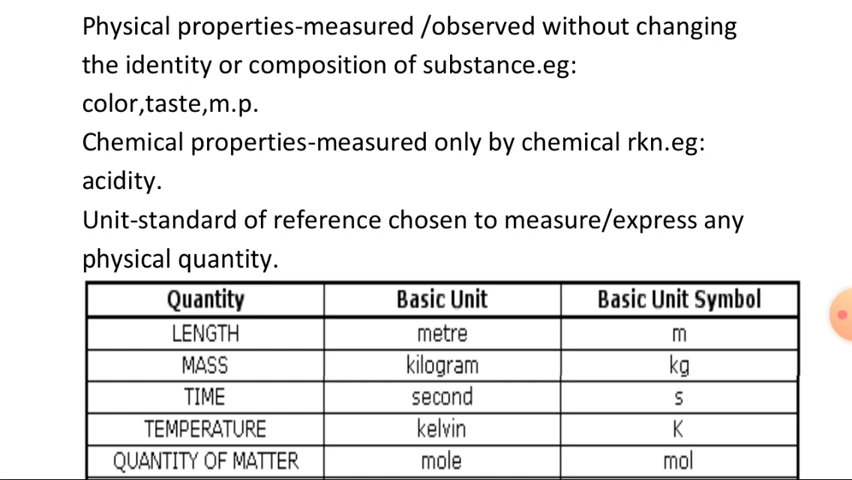 Physical properties-measured /observed without changing
the identity or composition of substance.eg:
color,taste,m.p.
Chemical properties-measured only by chemical rkn.eg:
acidity.
Unit-standard of reference chosen to measure/express any
physical quantity.
Quantity Basic Unit Basic Unit Symbol
LENGTH metre m
MASS kilogram kg
TIME second s
TEMPERATURE kelvin K
QUANTITY OF MATTER mole mol